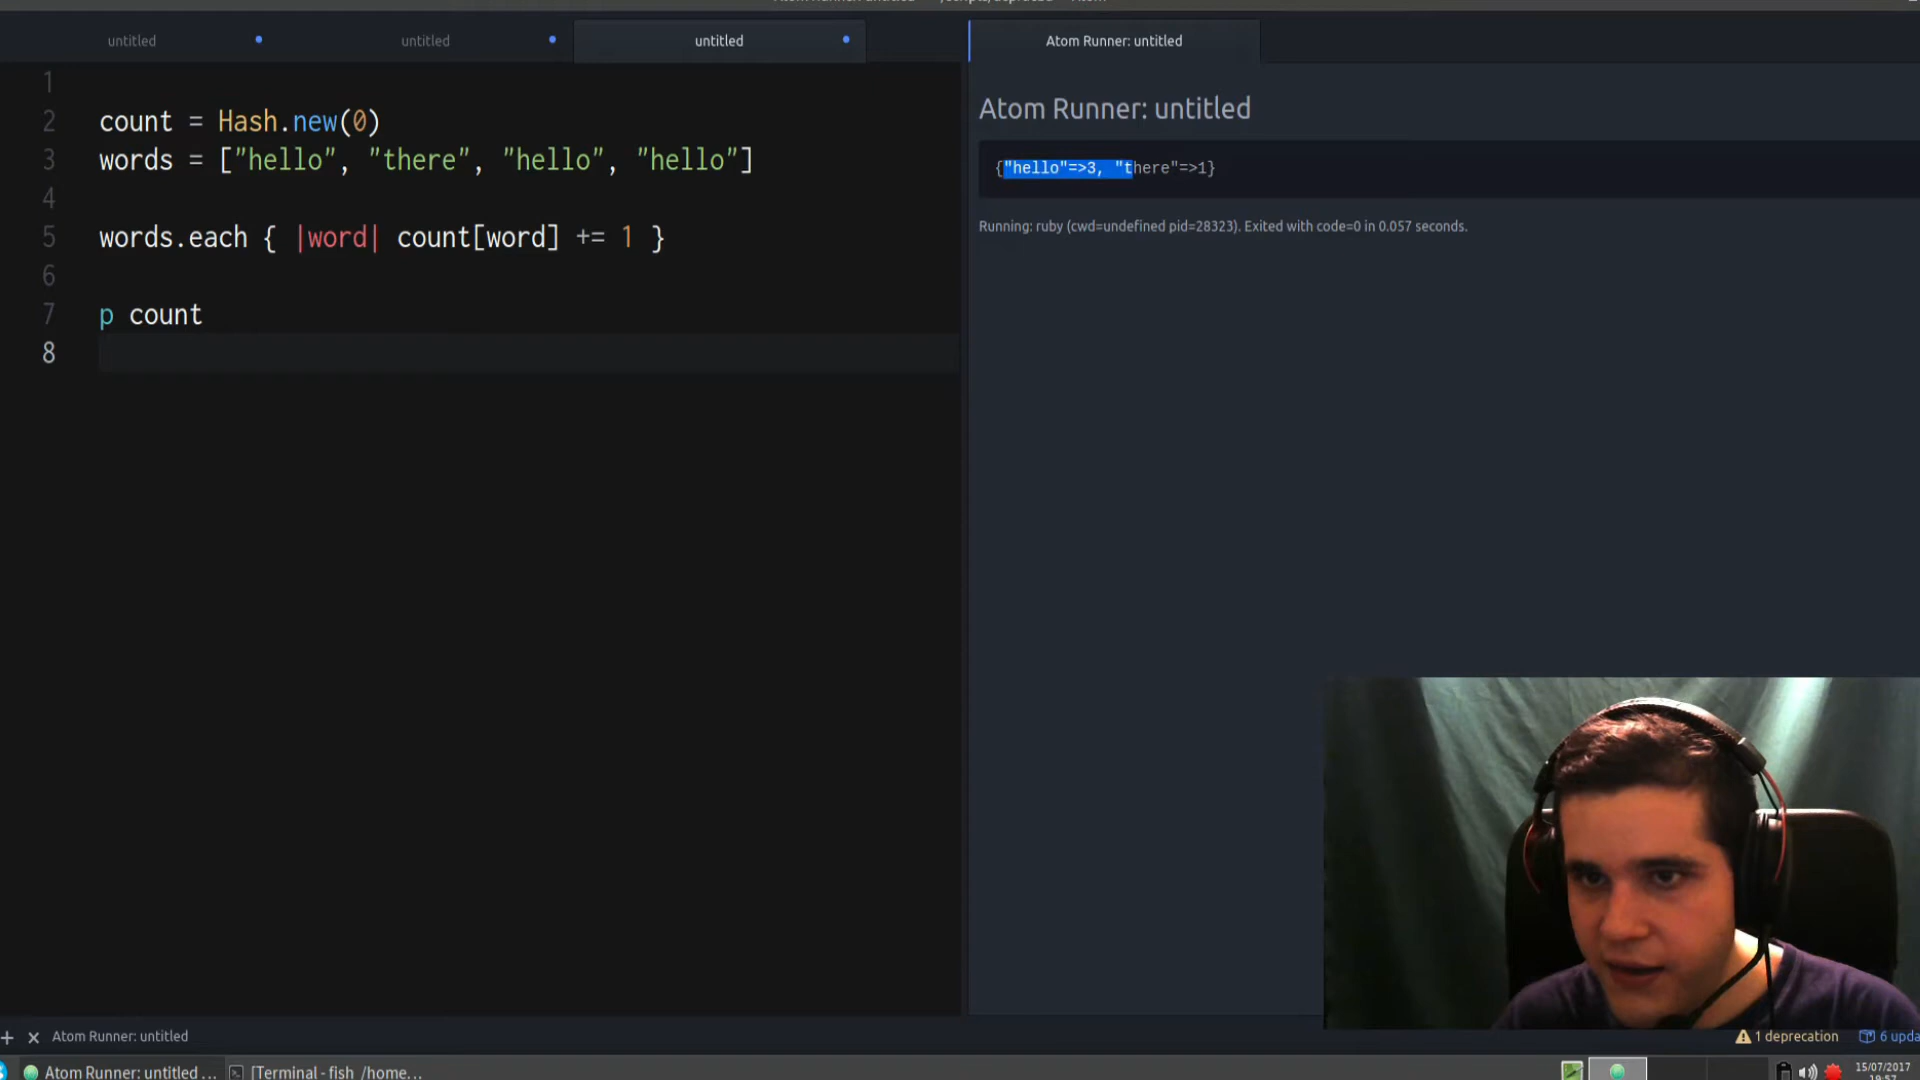 untitled
untitled
untitled
Atom Runner: untitled
1
2 count = Hash.new(0)
3 words = ["hello", "there", "hello", "hello"]
4
5 words.each { |word| count[word] += 1 }
6
7 p count
8
Atom Runner: untitled
{"hello"=>3, "there"=>1}
Running: ruby (cwd=undefined pid=28323). Exited with code=0 in 0.057 seconds.
+ × Atom Runner: untitled
1 deprecation
6 upda
Atom Runner: untitled ...
[Terminal - fish /home...
15/07/2017